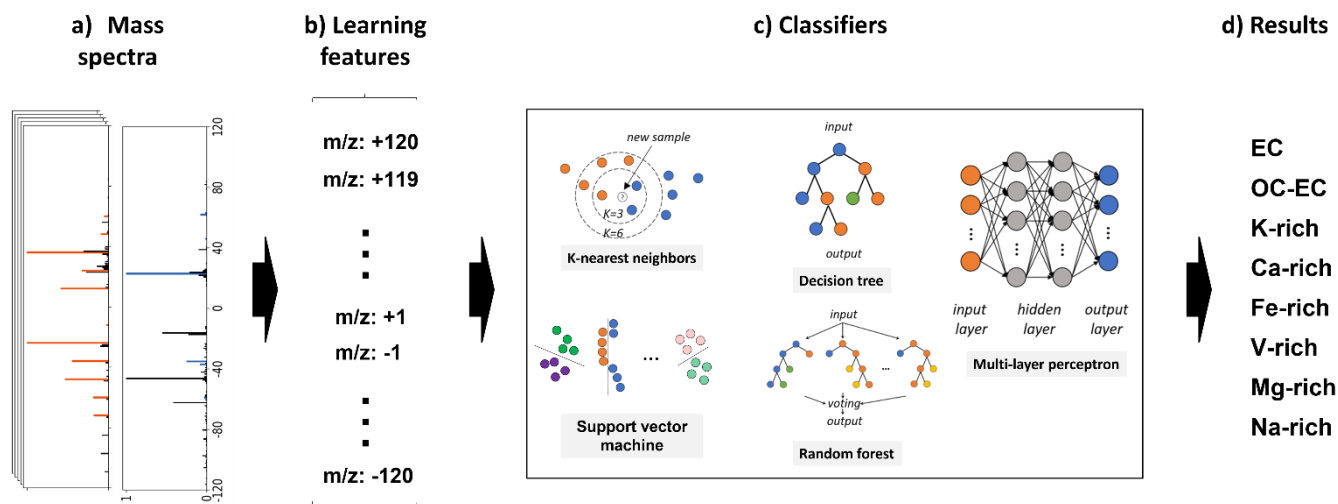 a) Mass
spectra
b) Learning
features
c) Classifiers
d) Results
120
80
40
0
-40
-80
-120
1
0
m/z: +120
m/z: +119
m/z: +1
m/z: -1
m/z: -120
new sample
?
K=3
K=6
K-nearest neighbors
input
output
Decision tree
input
layer
hidden
layer
output
layer
Multi-layer perceptron
...
Support vector
machine
input
...
voting
output
Random forest
EC
OC-EC
K-rich
Ca-rich
Fe-rich
V-rich
Mg-rich
Na-rich